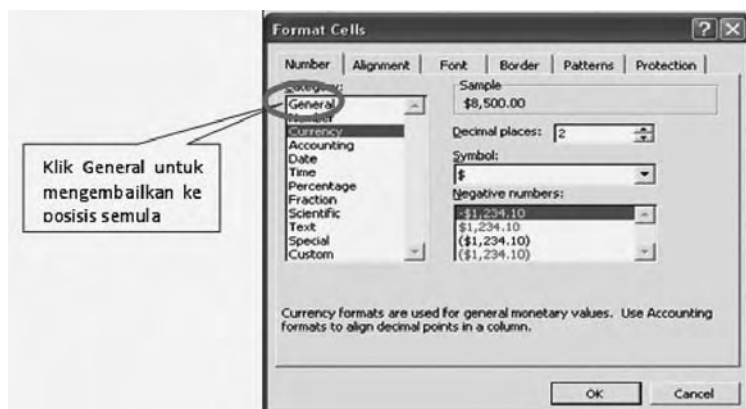 Format Cells
Number Alignment Font Border Patterns Protection
Category:
General
Number
Currency
Accounting
Date
Time
Percentage
Fraction
Scientific
Text
Special
Custom
Sample
$8,500.00
Decimal places: 2
Symbol:
$
Negative numbers:
-$1,234.10
$1,234.10
($1,234.10)
($1,234.10)
Klik General untuk
mengembailkan ke
posisis semula
Currency formats are used for general monetary values. Use Accounting
formats to align decimal points in a column.
OK Cancel